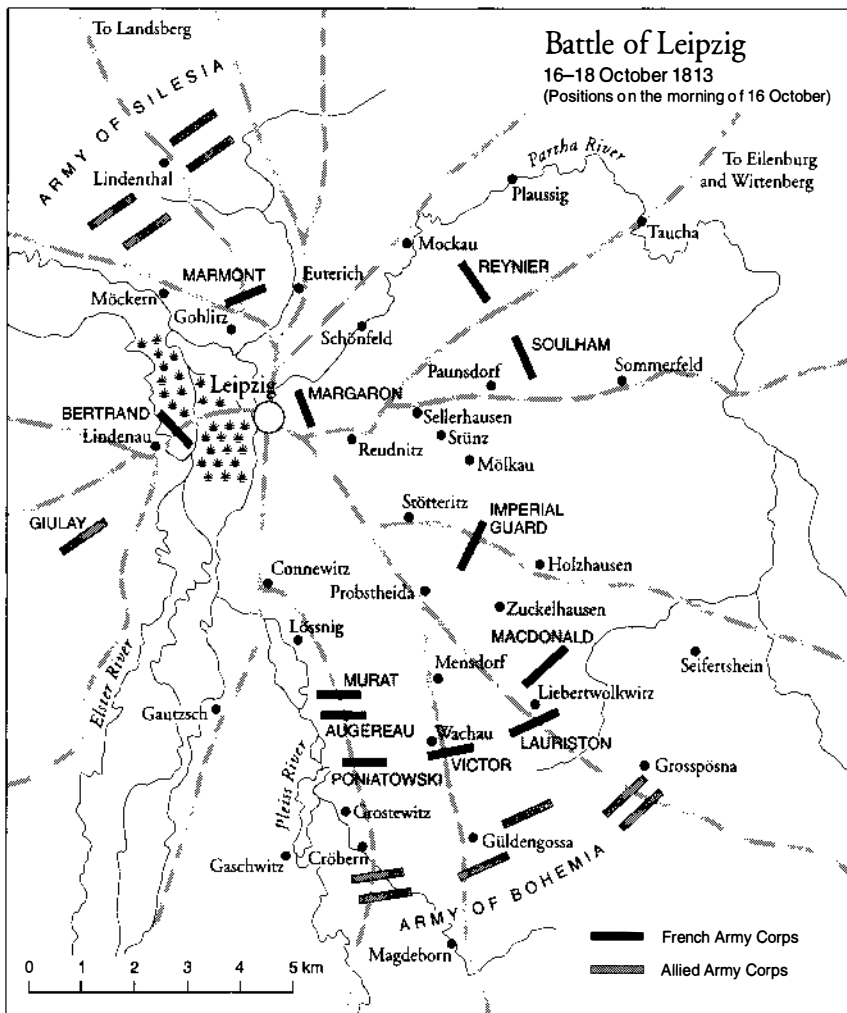 To Landsberg
Battle of Leipzig
16–18 October 1813
(Positions on the morning of 16 October)
ARMY OF SILESIA
Lindenthal
Partha River
To Eilenburg
and Wittenberg
Plaussig
Taucha
Mockau
REYNIER
MARMONT
Euterich
Möckern
Gohlitz
Schönfeld
SOULHAM
Paunsdorf
Sommerfeld
Leipzig
MARGARON
BERTRAND
Sellerhausen
Lindenau
Reudnitz
Stünz
Mölkau
GIULAY
Stötteritz
IMPERIAL
GUARD
Connewitz
Holzhausen
Probstheida
Zuckelhausen
Lössnig
MACDONALD
Elster River
Mensdorf
Seifertshein
MURAT
Liebertwolkwitz
Gautzsch
AUGEREAU
LAURISTON
Wachau
VICTOR
PONIATOWSKI
Grosspösna
Pleiss River
Crostewitz
Güldengossa
Cröbern
Gaschwitz
ARMY OF BOHEMIA
Magdeborn
French Army Corps
Allied Army Corps
0 1 2 3 4 5 km